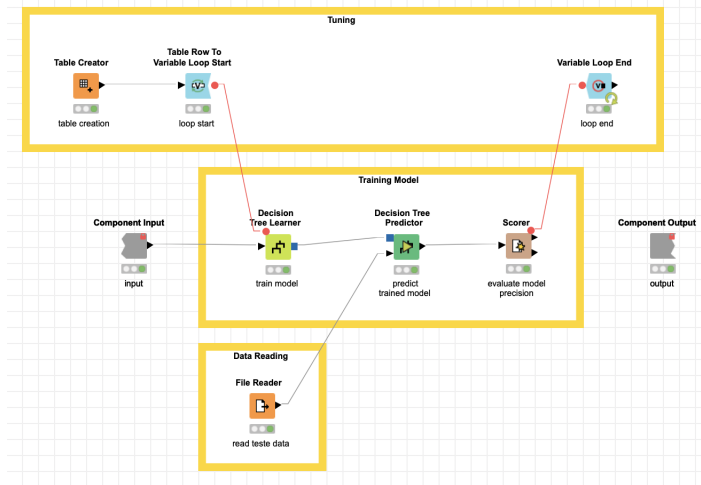 Tuning
Table Creator
table creation
Table Row To
Variable Loop Start
loop start
Variable Loop End
loop end
Training Model
Component Input
input
Decision
Tree Learner
train model
Decision Tree
Predictor
predict
trained model
Scorer
evaluate model
precision
Component Output
output
Data Reading
File Reader
read teste data